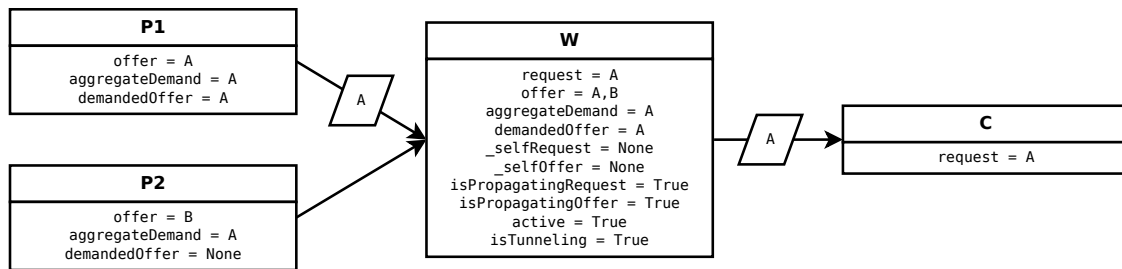 P1
offer = A
aggregateDemand = A
demandedOffer = A
A
P2
offer = B
aggregateDemand = A
demandedOffer = None
W
request = A
offer = A,B
aggregateDemand = A
demandedOffer = A
_selfRequest = None
_selfOffer = None
isPropagatingRequest = True
isPropagatingOffer = True
active = True
isTunneling = True
A
C
request = A